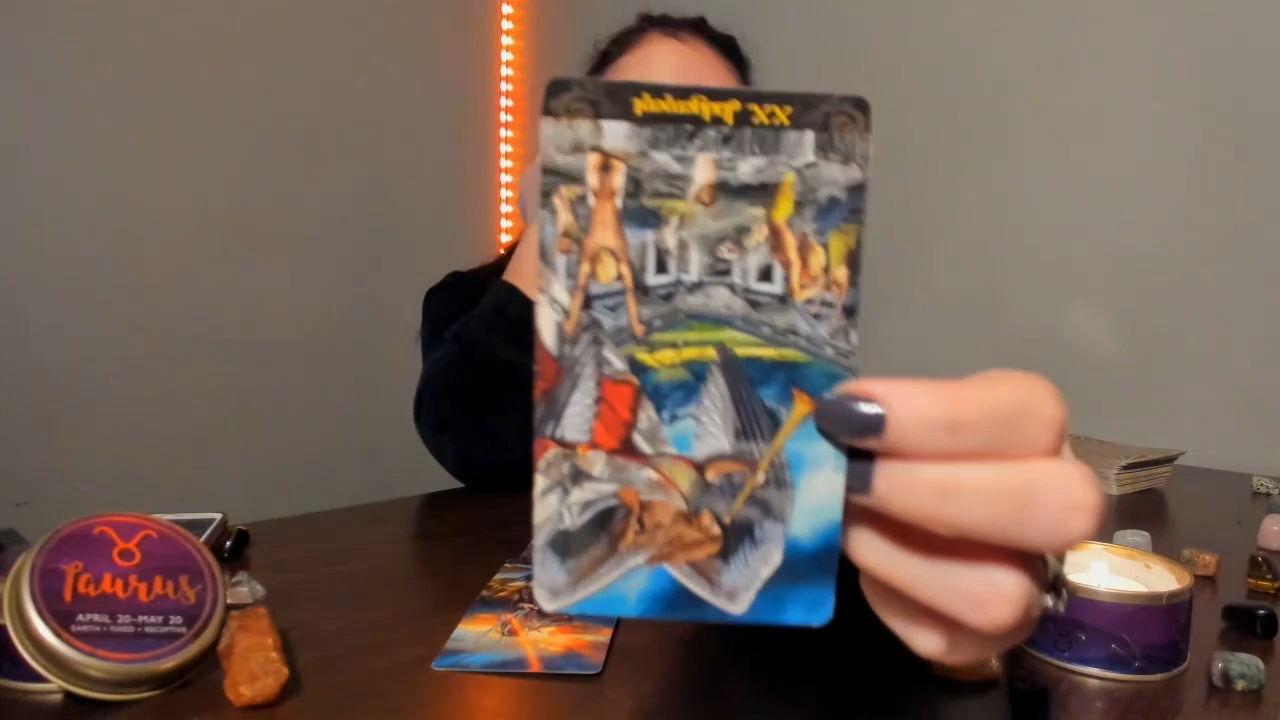 XX. Judgement
Taurus
APRIL 20–MAY 20
EARTH • FIXED • RECEPTIVE